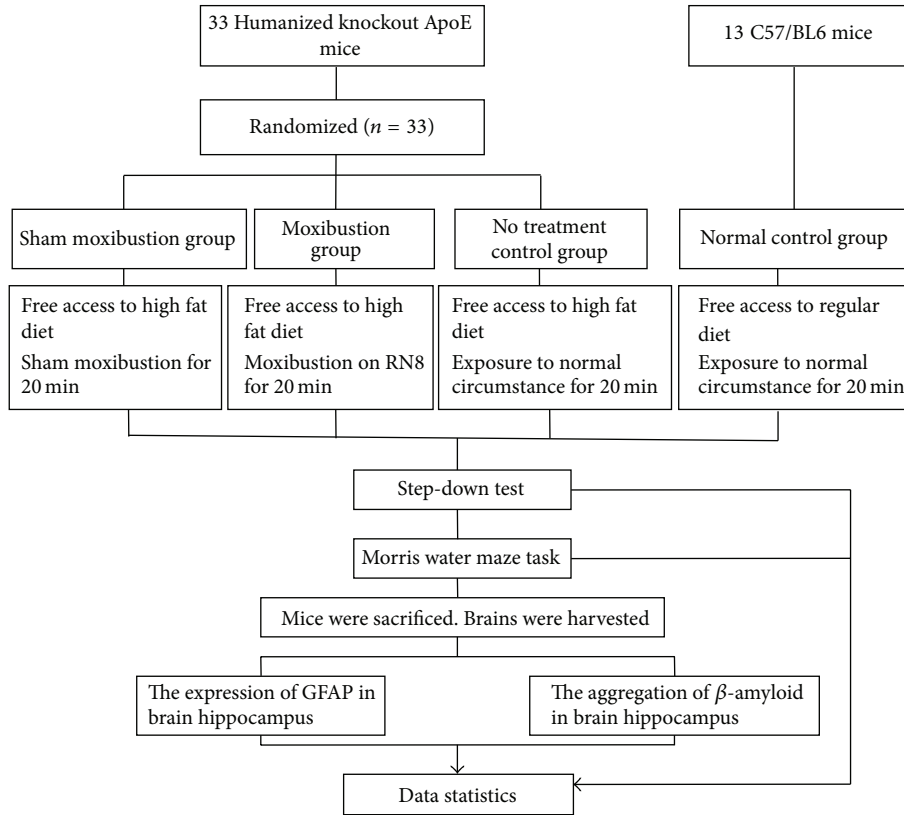 33 Humanized knockout ApoE
mice
13 C57/BL6 mice
Randomized (n = 33)
Sham moxibustion group
Moxibustion
group
No treatment
control group
Normal control group
Free access to high fat
diet
Sham moxibustion for
20 min
Free access to high
fat diet
Moxibustion on RN8
for 20 min
Free access to high fat
diet
Exposure to normal
circumstance for 20 min
Free access to regular
diet
Exposure to normal
circumstance for 20 min
Step-down test
Morris water maze task
Mice were sacrificed. Brains were harvested
The expression of GFAP in
brain hippocampus
The aggregation of β-amyloid
in brain hippocampus
Data statistics